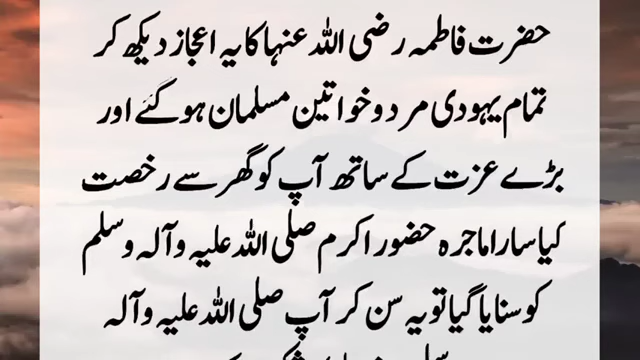 حضرت فاطمہ رضی اللہ عنہا کا یہ اعجاز دیکھ کر
تمام یہودی مرد و خواتین مسلمان ہو گئے اور
بڑے عزت کے ساتھ آپ کو گھر سے رخصت
کیا سارا ماجرہ حضور اکرم صلی اللہ علیہ وآلہ وسلم
کو سنایا گیا تو یہ سن کر آپ صلی اللہ علیہ وآلہ